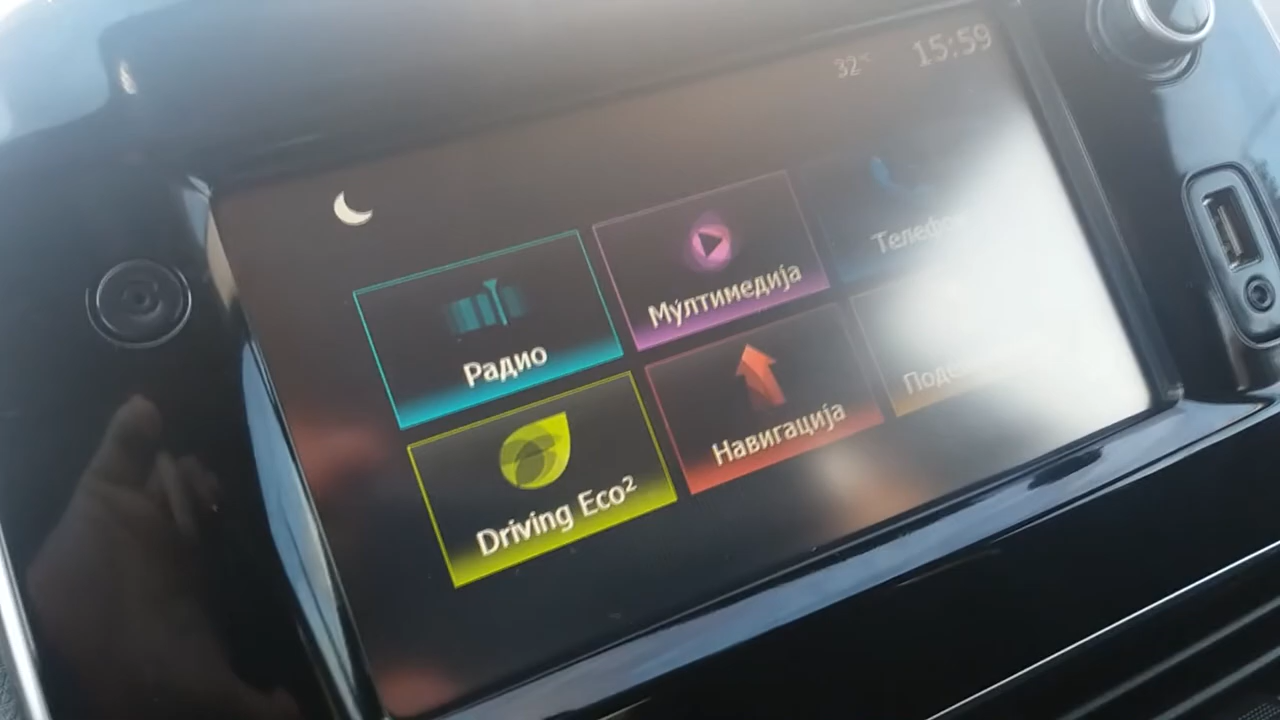 32°C
15:59
Радио
Мултимедија
Driving Eco²
Навигација